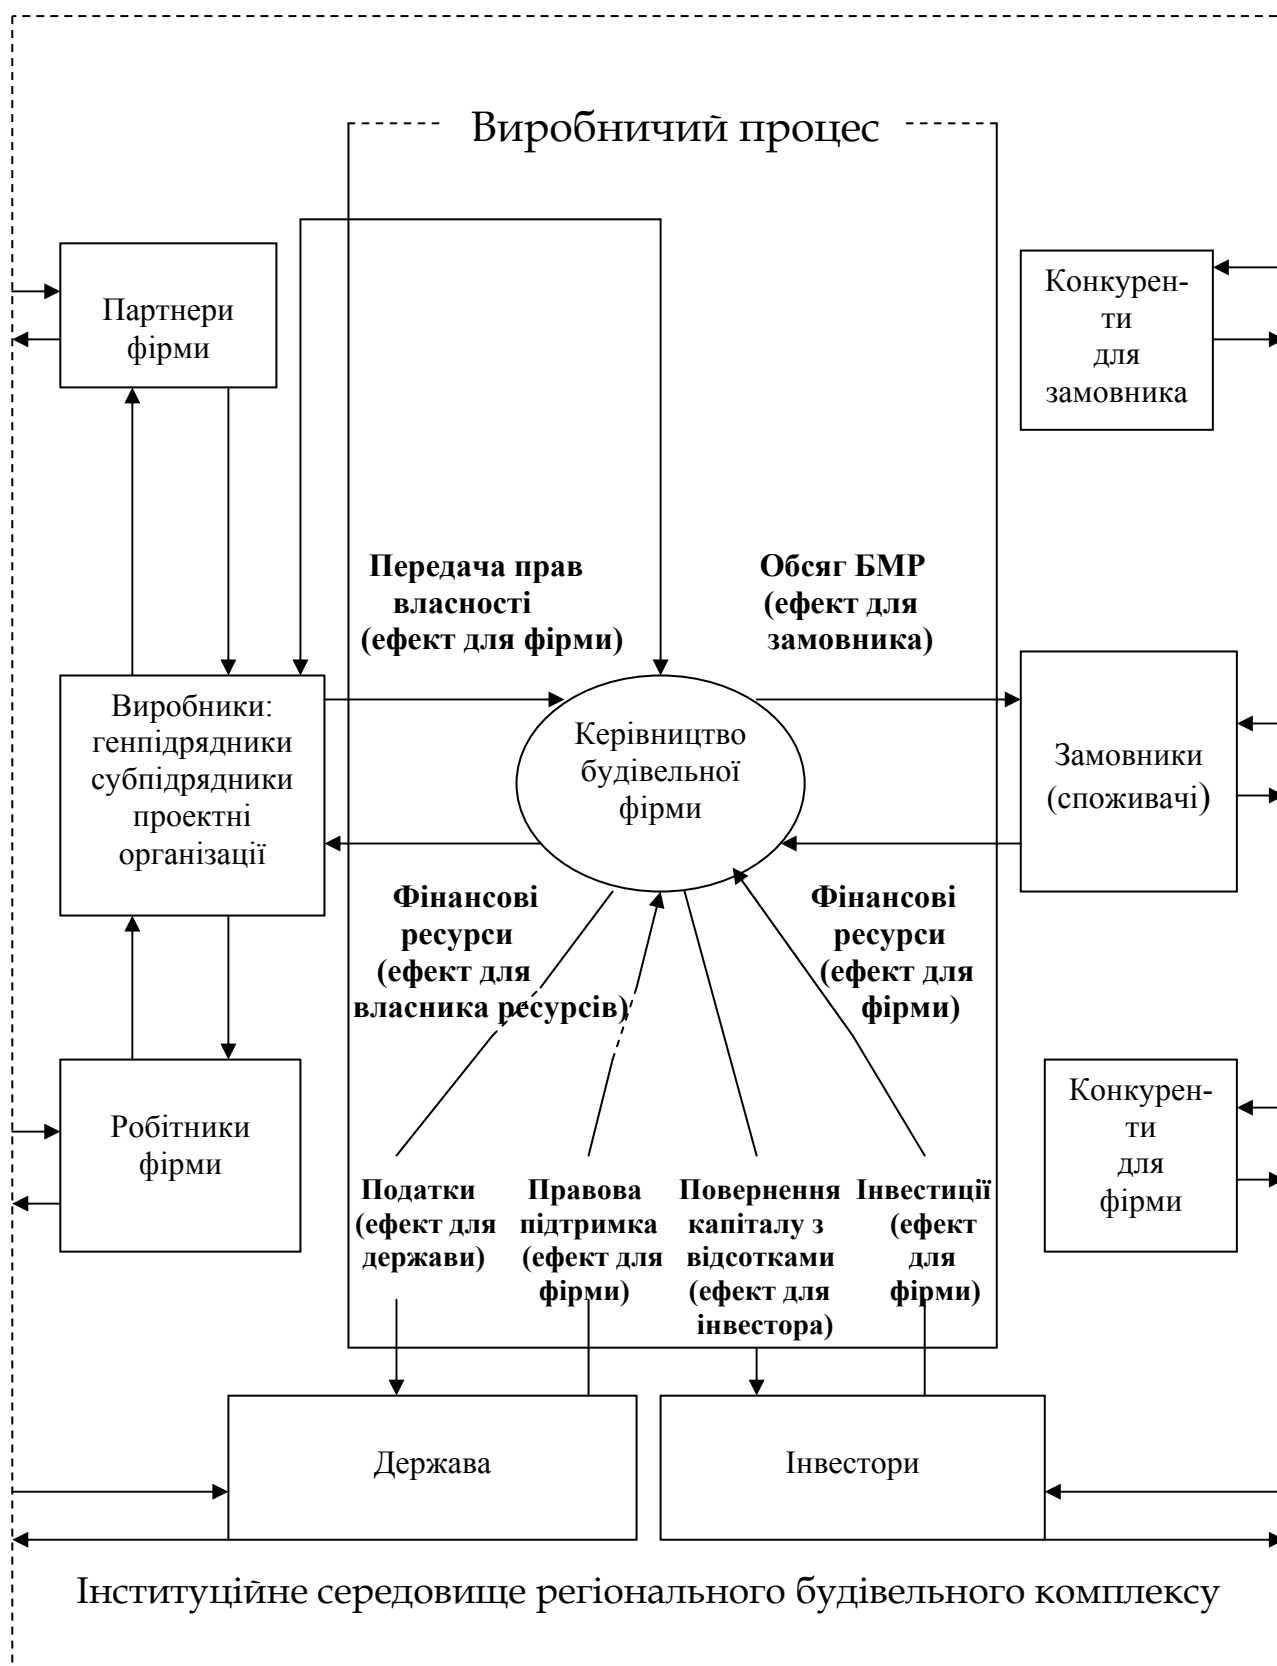 Виробничий процес
Партнери
фірми
Конкурен-
ти
для
замовника
Передача прав
власності
(ефект для фірми)
Обсяг БМР
(ефект для
замовника)
Виробники:
генпідрядники
субпідрядники
проектні
організації
Керівництво
будівельної
фірми
Замовники
(споживачі)
Фінансові
ресурси
(ефект для
власника ресурсів)
Фінансові
ресурси
(ефект для
фірми)
Робітники
фірми
Конкурен-
ти
для
фірми
Податки
(ефект для
держави)
Правова
підтримка
(ефект для
фірми)
Повернення
капіталу з
відсотками
(ефект для
інвестора)
Інвестиції
(ефект
для
фірми)
Держава
Інвестори
Інституційне середовище регіонального будівельного комплексу